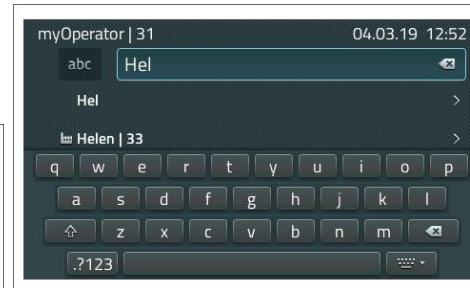 myOperator | 31 04.03.19 12:52
abc Hel
Hel
Helen | 33
q w e r t y u i o p
a s d f g h j k l
z x c v b n m
.?123